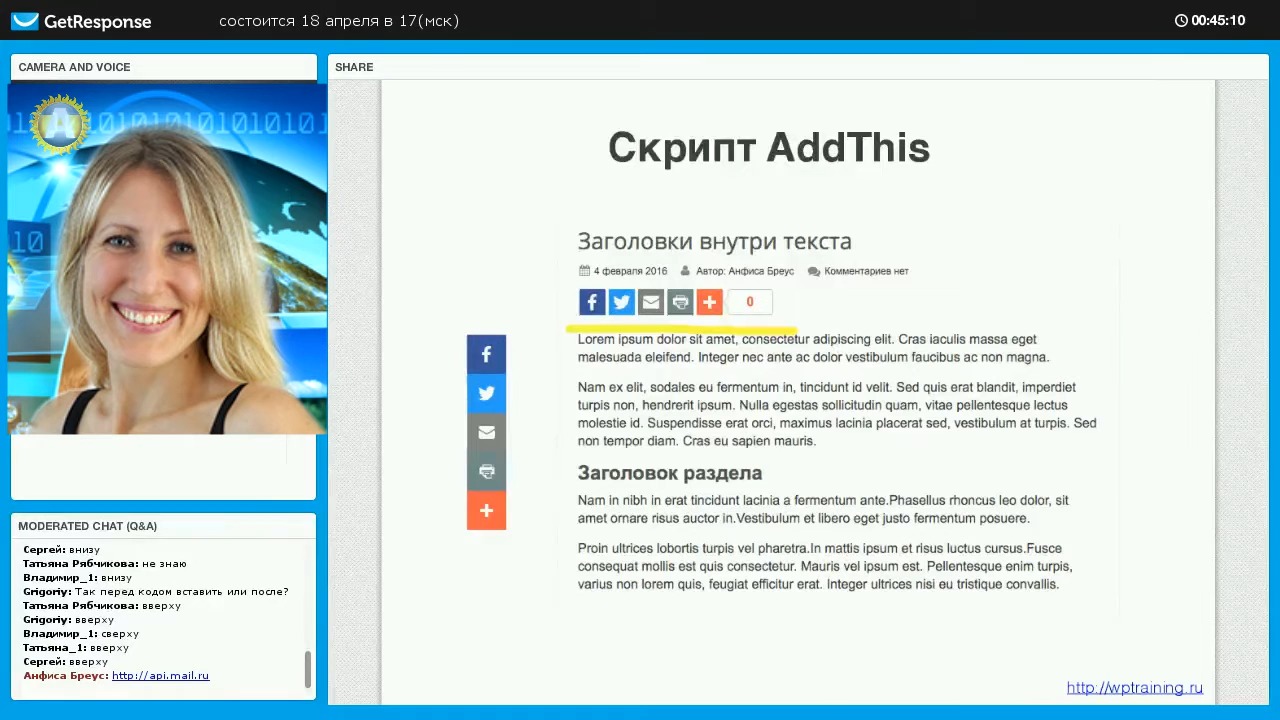 GetResponse
состоится 18 апреля в 17(мск)
00:45:10
CAMERA AND VOICE
SHARE
A
MODERATED CHAT (Q&A)
Сергей: внизу
Татьяна Рябчикова: не знаю
Владимир_1: внизу
Grigoriy: Так перед кодом вставить или после?
Татьяна Рябчикова: вверху
Grigoriy: вверху
Владимир_1: сверху
Татьяна_1: вверху
Сергей: вверху
Анфиса Бреус: http://api.mail.ru
Скрипт AddThis
Заголовки внутри текста
4 февраля 2016 Автор: Анфиса Бреус Комментариев нет
0
Lorem ipsum dolor sit amet, consectetur adipiscing elit. Cras iaculis massa eget
malesuada eleifend. Integer nec ante ac dolor vestibulum faucibus ac non magna.
Nam ex elit, sodales eu fermentum in, tincidunt id velit. Sed quis erat blandit, imperdiet
turpis non, hendrerit ipsum. Nulla egestas sollicitudin quam, vitae pellentesque lectus
molestie id. Suspendisse erat orci, maximus lacinia placerat sed, vestibulum at turpis. Sed
non tempor diam. Cras eu sapien mauris.
Заголовок раздела
Nam in nibh in erat tincidunt lacinia a fermentum ante.Phasellus rhoncus leo dolor, sit
amet ornare risus auctor in.Vestibulum et libero eget justo fermentum posuere.
Proin ultrices lobortis turpis vel pharetra.In mattis ipsum et risus luctus cursus.Fusce
consequat mollis est quis consectetur. Mauris vel ipsum est. Pellentesque enim turpis,
varius non lorem quis, feugiat efficitur erat. Integer ultrices nisi eu tristique convallis.
http://wptraining.ru